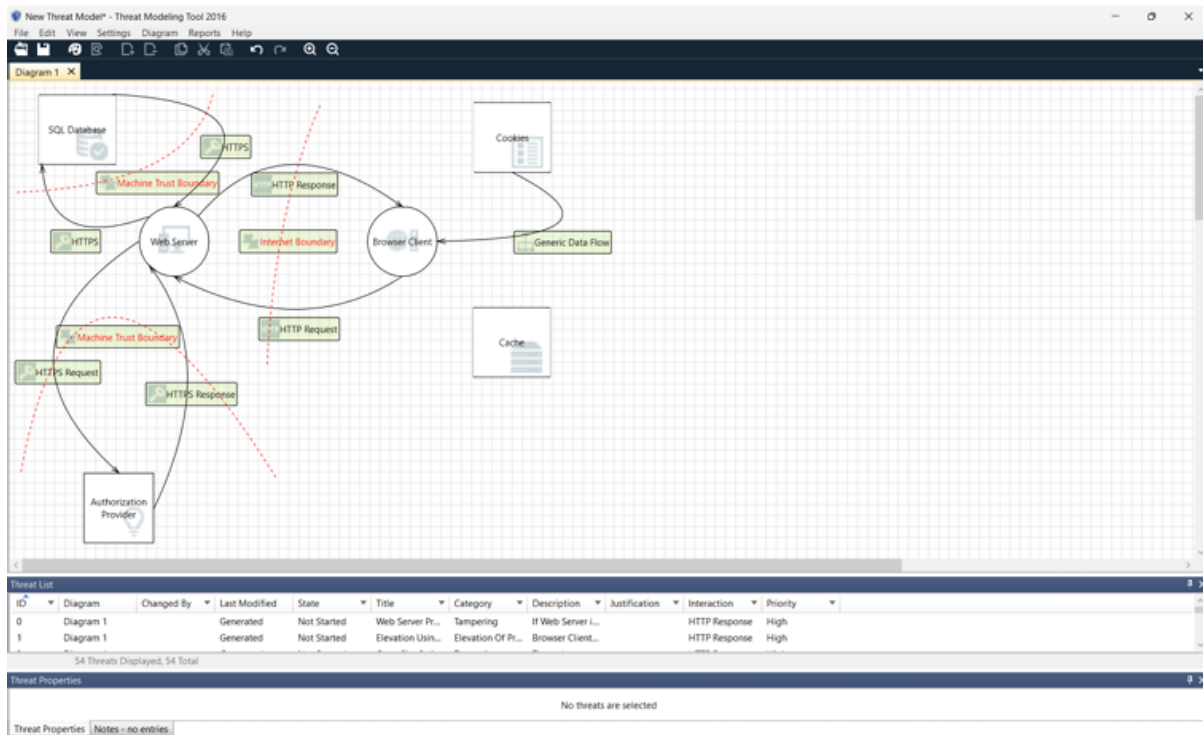 New Threat Model* - Threat Modeling Tool 2016
File Edit View Settings Diagram Reports Help
Diagram 1
SQL Database
Cookies
HTTPS
Machine Trust Boundary
HTTP Response
HTTPS
Web Server
Internet Boundary
Browser Client
Generic Data Flow
HTTP Request
Machine Trust Boundary
Cache
HTTPS Request
HTTPS Response
Authorization
Provider
Threat List
ID Diagram Changed By Last Modified State Title Category Description Justification Interaction Priority
0 Diagram 1 Generated Not Started Web Server Pr... Tampering If Web Server i... HTTP Response High
1 Diagram 1 Generated Not Started Elevation Usin... Elevation Of Pr... Browser Client... HTTP Response High
54 Threats Displayed, 54 Total
Threat Properties
No threats are selected
Threat Properties Notes - no entries